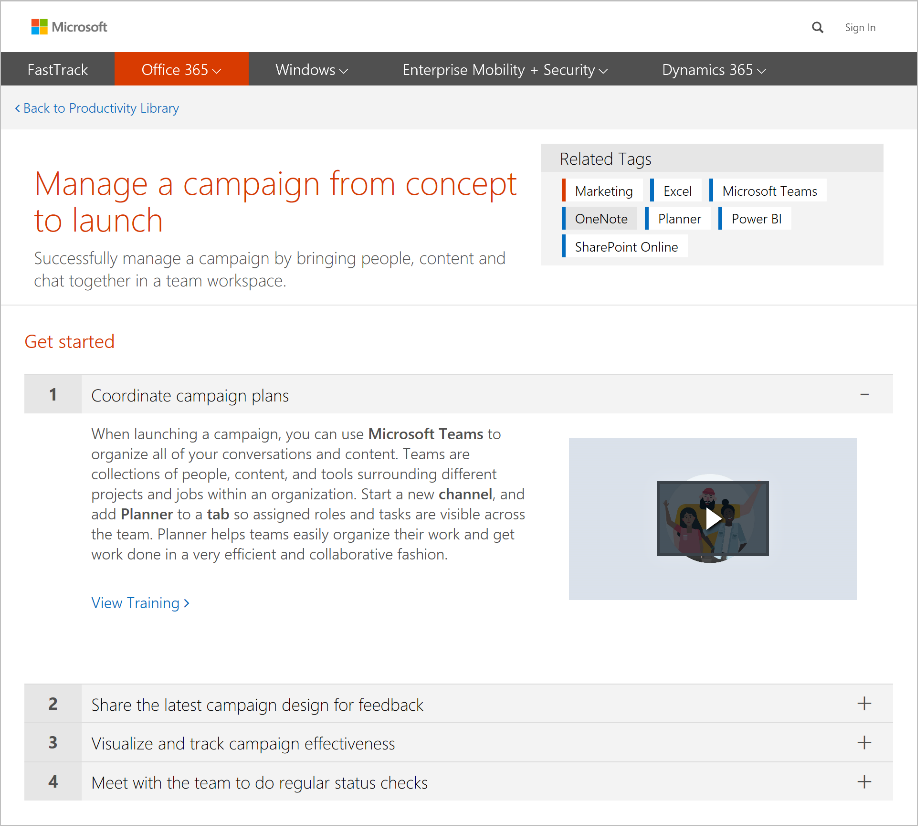 Microsoft
Sign In
FastTrack
Office 365
Windows
Enterprise Mobility + Security
Dynamics 365
Back to Productivity Library
Manage a campaign from concept
to launch
Successfully manage a campaign by bringing people, content and
chat together in a team workspace.
Related Tags
Marketing
Excel
Microsoft Teams
OneNote
Planner
Power BI
SharePoint Online
Get started
1 Coordinate campaign plans
When launching a campaign, you can use Microsoft Teams to
organize all of your conversations and content. Teams are
collections of people, content, and tools surrounding different
projects and jobs within an organization. Start a new channel, and
add Planner to a tab so assigned roles and tasks are visible across
the team. Planner helps teams easily organize their work and get
work done in a very efficient and collaborative fashion.
View Training
2 Share the latest campaign design for feedback
3 Visualize and track campaign effectiveness
4 Meet with the team to do regular status checks